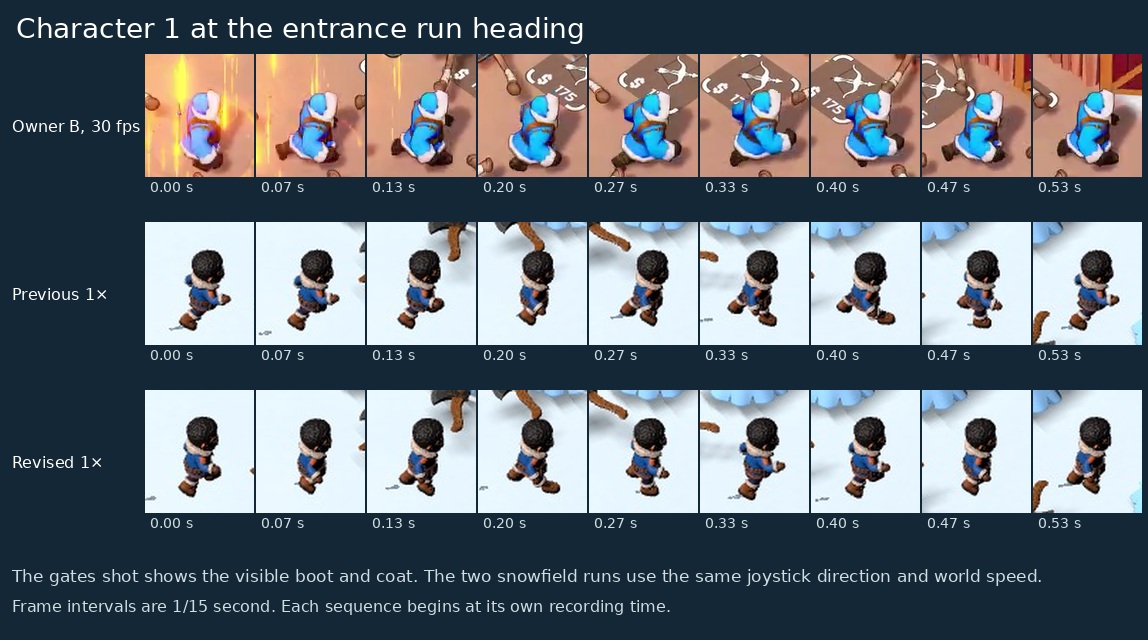 Character 1 at the entrance run heading
Owner B, 30 fps
$ $ 175 $ 17 175
0.00 s 0.07 s 0.13 s 0.20 s 0.27 s 0.33 s 0.40 s 0.47 s 0.53 s
Previous 1×
0.00 s 0.07 s 0.13 s 0.20 s 0.27 s 0.33 s 0.40 s 0.47 s 0.53 s
Revised 1×
0.00 s 0.07 s 0.13 s 0.20 s 0.27 s 0.33 s 0.40 s 0.47 s 0.53 s
The gates shot shows the visible boot and coat. The two snowfield runs use the same joystick direction and world speed.
Frame intervals are 1/15 second. Each sequence begins at its own recording time.